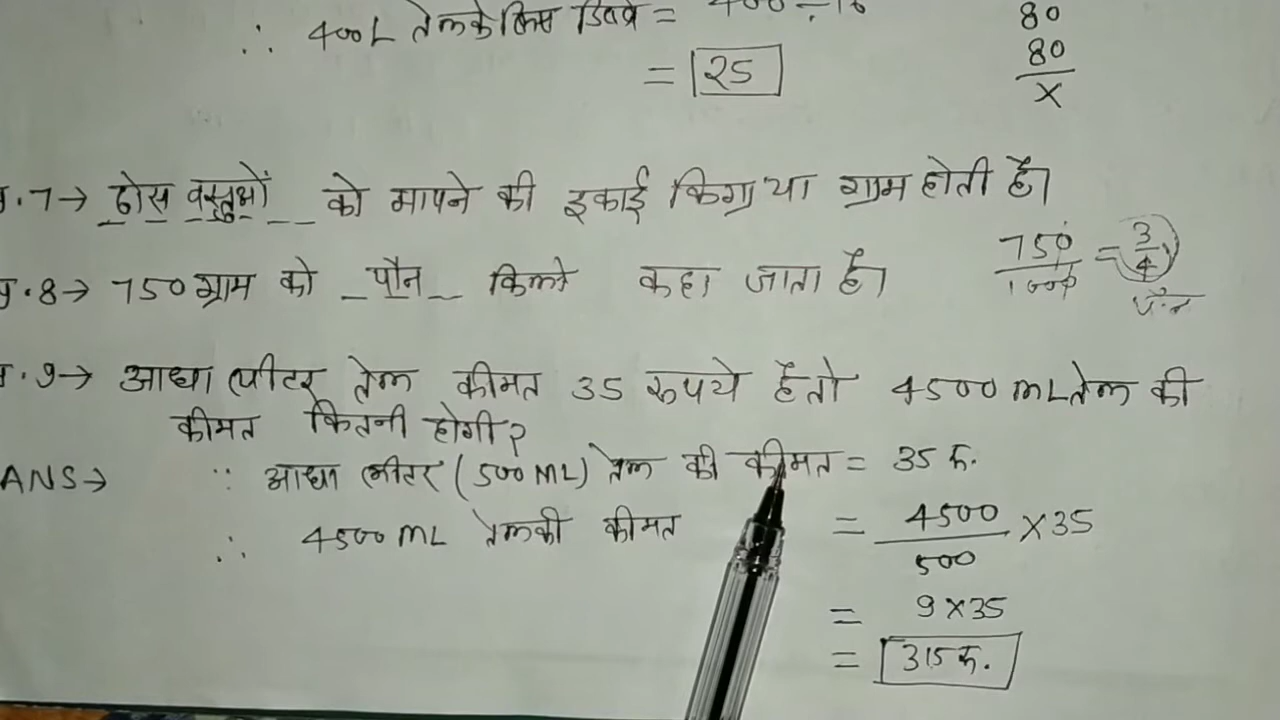 ∴ 400L तेल के लिए डिब्बे = 400 ÷ 16
= 25
80
80
x
प्र.7→ ठोस वस्तुओं को मापने की इकाई किग्रा या ग्राम होती है।
प्र.8→ 750 ग्राम को पौन किलो कहा जाता है।
750/1000 = 3/4
पौन
प्र.9→ आधा लीटर तेल कीमत 35 रूपये है तो 4500 mL तेल की
कीमत कितनी होगी?
ANS→ ∵ आधा लीटर (500 ML) तेल की कीमत = 35 रु.
∴ 4500 ML तेल की कीमत = 4500/500 × 35
= 9 × 35
= 315 रु.